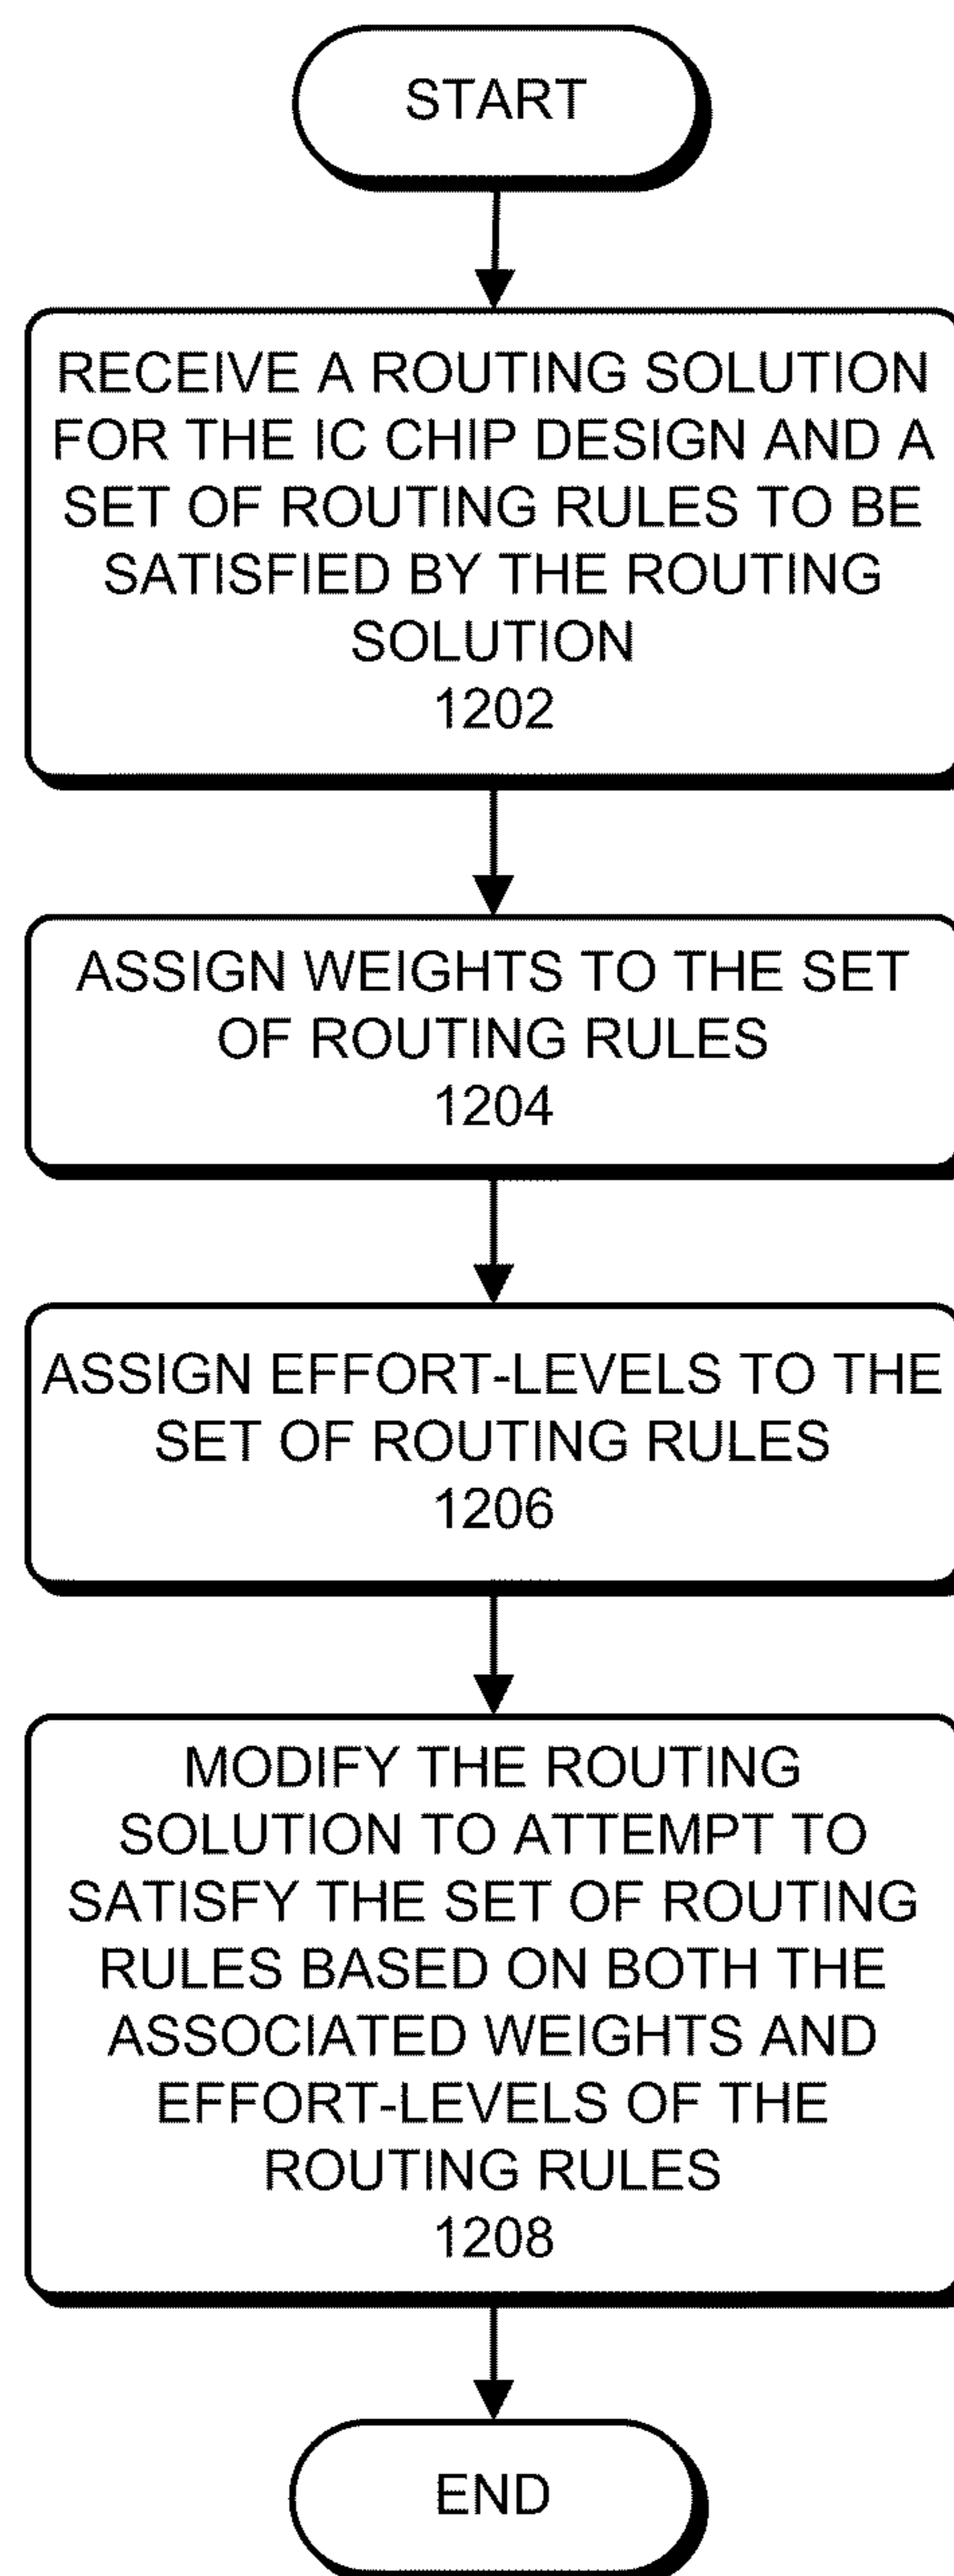 START
RECEIVE A ROUTING SOLUTION
FOR THE IC CHIP DESIGN AND A
SET OF ROUTING RULES TO BE
SATISFIED BY THE ROUTING
SOLUTION
1202
ASSIGN WEIGHTS TO THE SET
OF ROUTING RULES
1204
ASSIGN EFFORT-LEVELS TO THE
SET OF ROUTING RULES
1206
MODIFY THE ROUTING
SOLUTION TO ATTEMPT TO
SATISFY THE SET OF ROUTING
RULES BASED ON BOTH THE
ASSOCIATED WEIGHTS AND
EFFORT-LEVELS OF THE
ROUTING RULES
1208
END